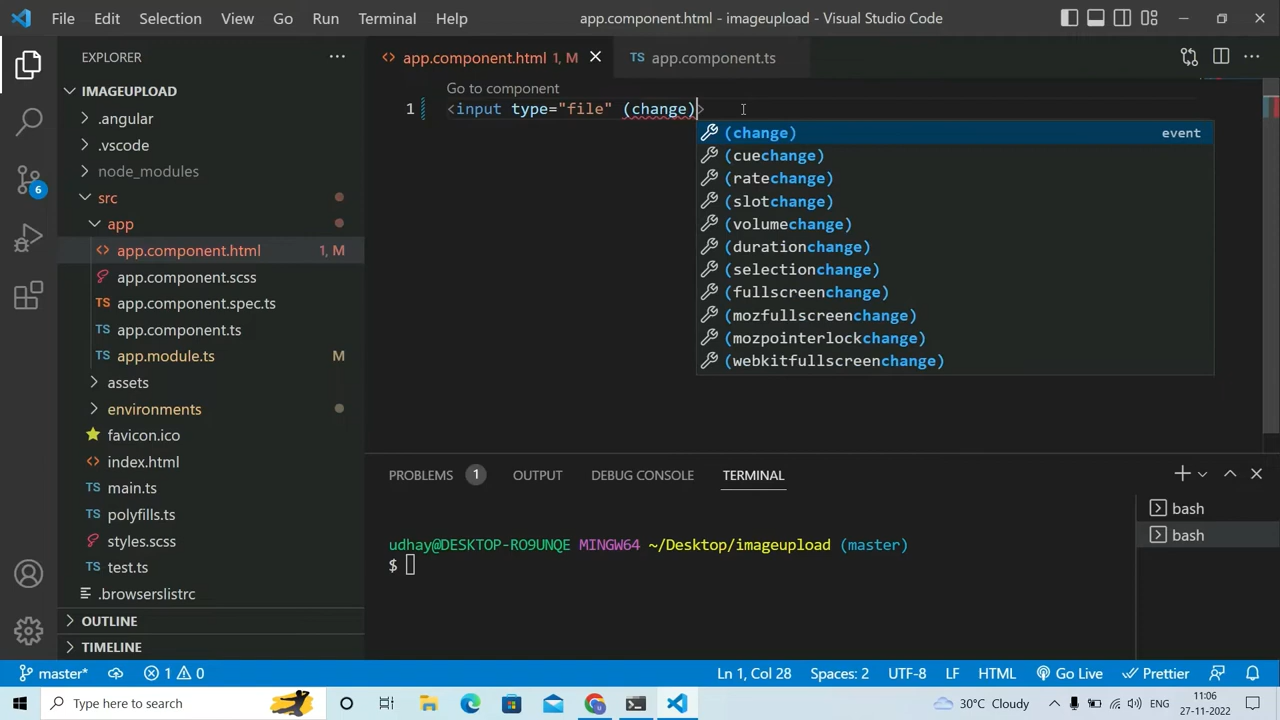 File Edit Selection View Go Run Terminal Help app.component.html - imageupload - Visual Studio Code
EXPLORER
IMAGEUPLOAD
.angular
.vscode
node_modules
src
app
app.component.html 1, M
app.component.scss
app.component.spec.ts
TS app.component.ts
TS app.module.ts M
assets
environments
favicon.ico
<> index.html
TS main.ts
TS polyfills.ts
styles.scss
TS test.ts
.browserslistrc
OUTLINE
TIMELINE
6
<> app.component.html 1, M
TS app.component.ts
Go to component
1 <input type="file" (change)>
(change) event
(cuechange)
(ratechange)
(slotchange)
(volumechange)
(durationchange)
(selectionchange)
(fullscreenchange)
(mozfullscreenchange)
(mozpointerlockchange)
(webkitfullscreenchange)
PROBLEMS 1 OUTPUT DEBUG CONSOLE TERMINAL
udhay@DESKTOP-RO9UNQE MINGW64 ~/Desktop/imageupload (master)
$
bash
bash
master* 1 0 Ln 1, Col 28 Spaces: 2 UTF-8 LF HTML Go Live Prettier
Type here to search 30°C Cloudy ENG 11:06
27-11-2022